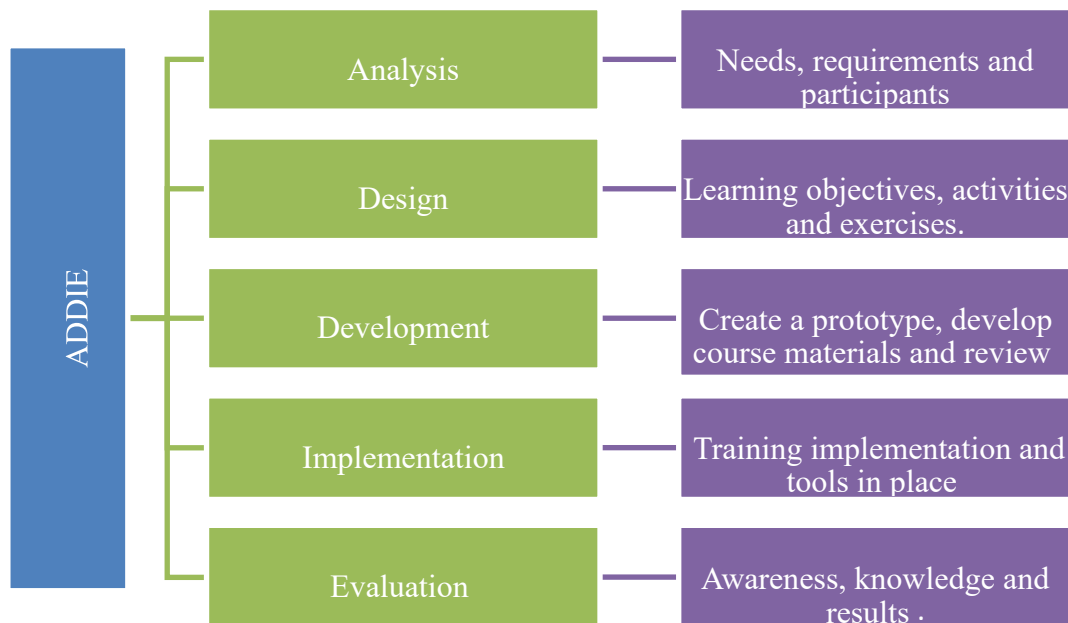 ADDIE
Analysis
Needs, requirements and
participants
Design
Learning objectives, activities
and exercises.
Development
Create a prototype, develop
course materials and review
Implementation
Training implementation and
tools in place
Evaluation
Awareness, knowledge and
results .